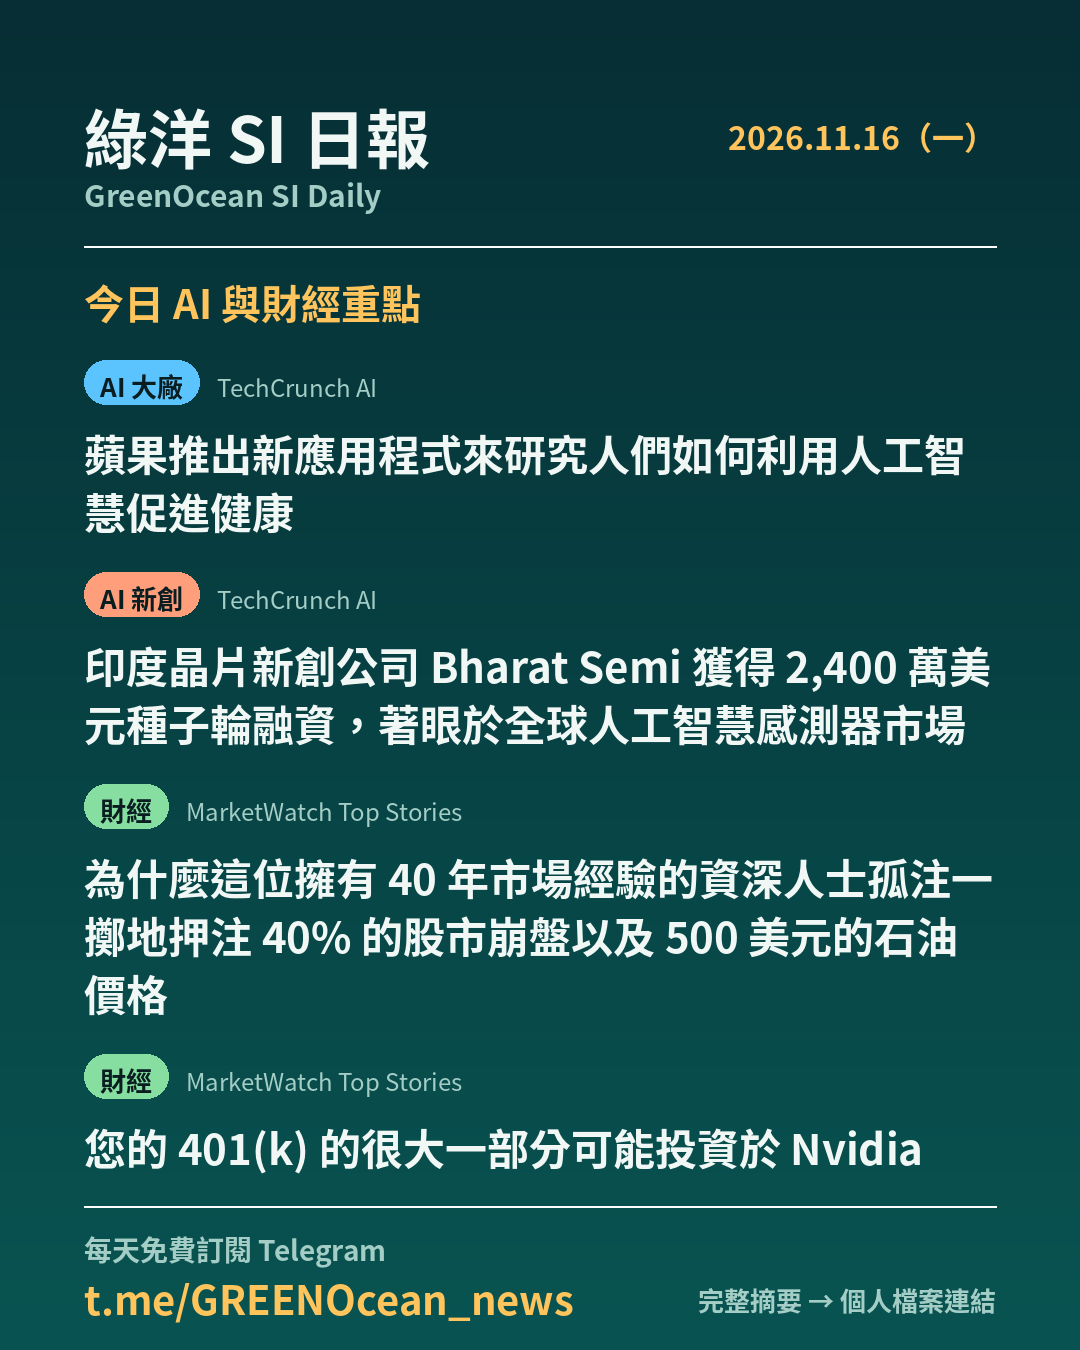 綠洋 SI 日報
2026.11.16（一）
GreenOcean SI Daily
今日 AI 與財經重點
AI 大廠 TechCrunch AI
蘋果推出新應用程式來研究人們如何利用人工智
慧促進健康
AI 新創 TechCrunch AI
印度晶片新創公司 Bharat Semi 獲得 2,400 萬美
元種子輪融資，著眼於全球人工智慧感測器市場
財經 MarketWatch Top Stories
為什麼這位擁有 40 年市場經驗的資深人士孤注一
擲地押注 40% 的股市崩盤以及 500 美元的石油
價格
財經 MarketWatch Top Stories
您的 401(k) 的很大一部分可能投資於 Nvidia
每天免費訂閱 Telegram
t.me/GREENOcean_news
完整摘要 → 個人檔案連結